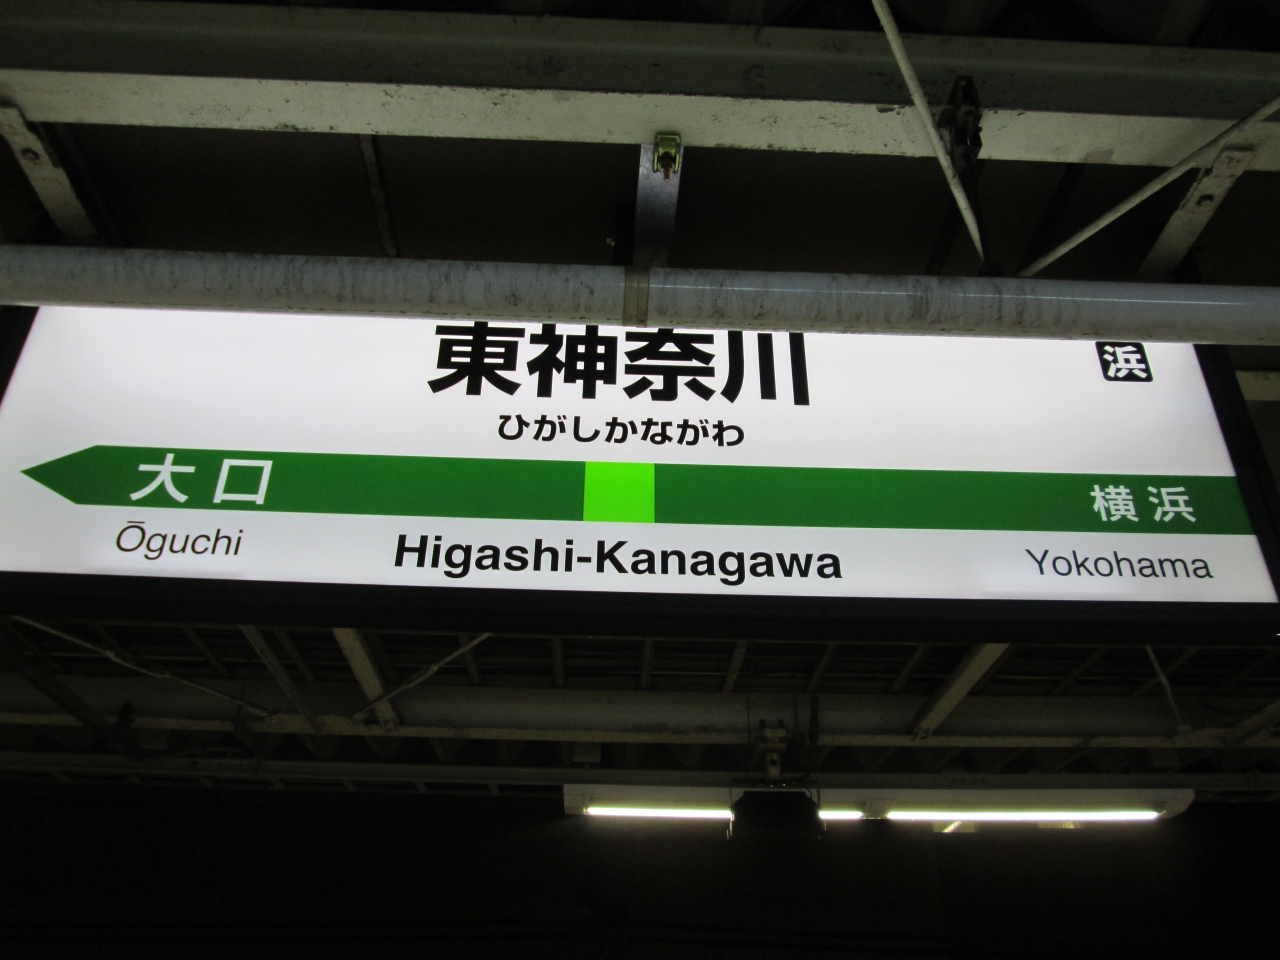 東神奈川
浜
ひがしかながわ
大口
横浜
Ōguchi
Higashi-Kanagawa
Yokohama